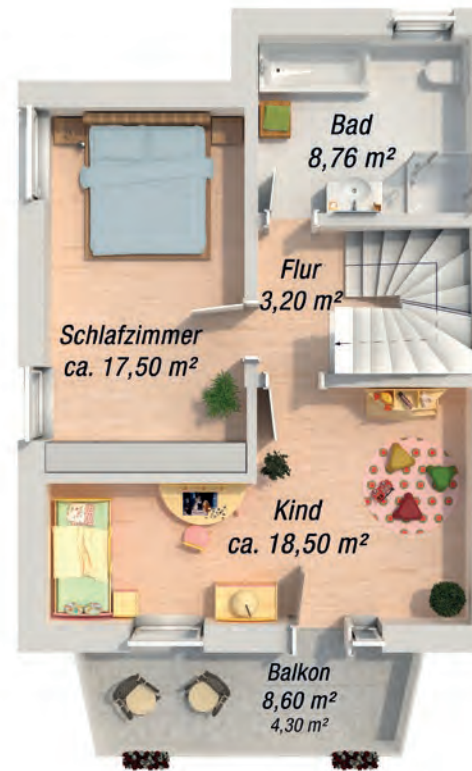 Bad
8,76 m²
Flur
3,20 m²
Schlafzimmer
ca. 17,50 m²
Kind
ca. 18,50 m²
Balkon
8,60 m²
4,30 m²